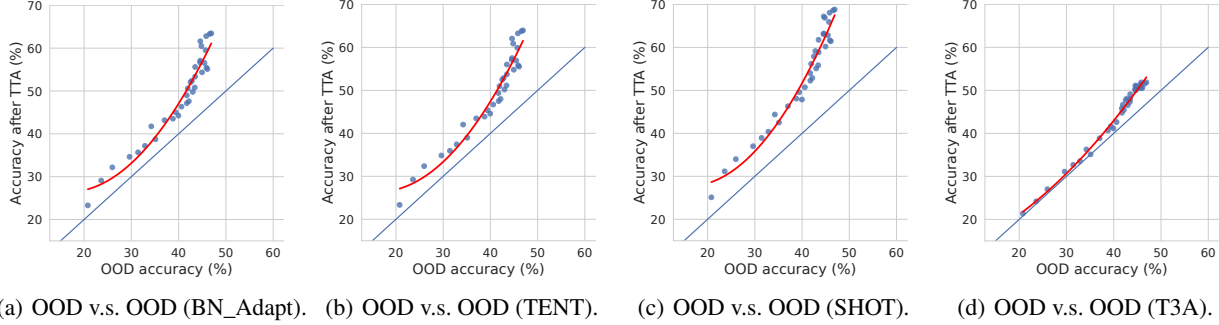 70
60
50
40
30
20
Accuracy after TTA (%)
20 30 40 50 60
OOD accuracy (%)
70
60
50
40
30
20
Accuracy after TTA (%)
20 30 40 50 60
OOD accuracy (%)
70
60
50
40
30
20
Accuracy after TTA (%)
20 30 40 50 60
OOD accuracy (%)
70
60
50
40
30
20
Accuracy after TTA (%)
20 30 40 50 60
OOD accuracy (%)
a) OOD v.s. OOD (BN_Adapt).
(b) OOD v.s. OOD (TENT).
(c) OOD v.s. OOD (SHOT).
(d) OOD v.s. OOD (T3A).